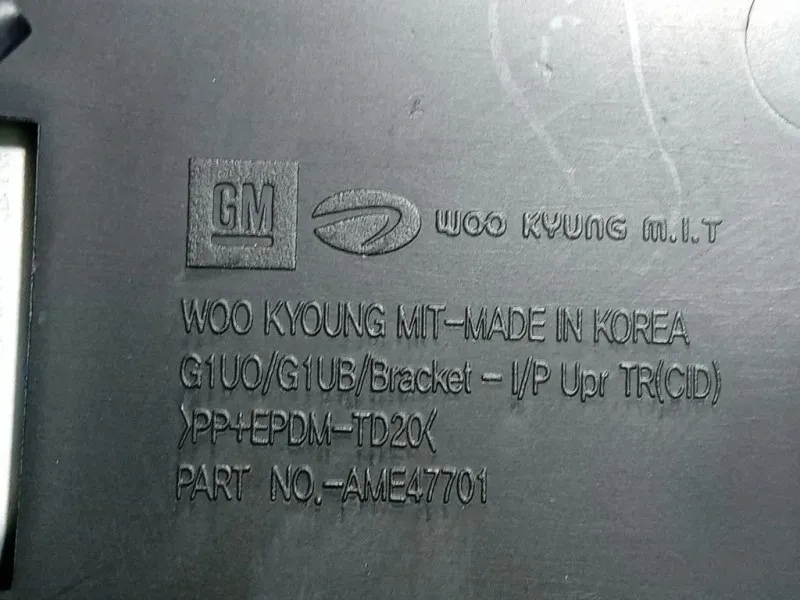 GM WOO KYUNG M.I.T
WOO KYOUNG MIT-MADE IN KOREA
G1UO/G1UB/Bracket - I/P Upr TR(CID)
>PP+EPDM-TD20<
PART NO.-AME47701